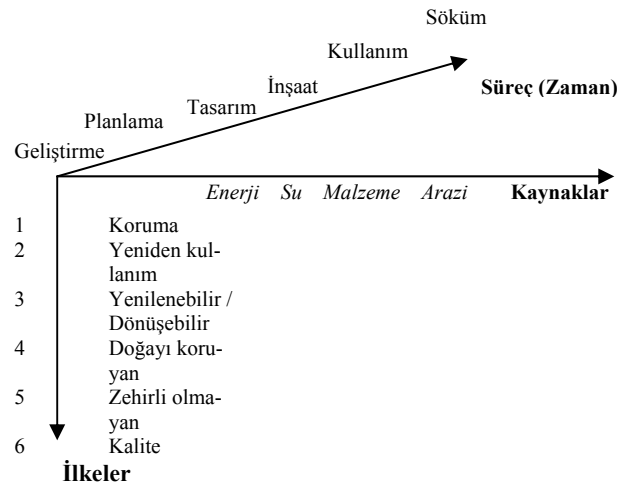 Söküm
Kullanım
İnşaat
Süreç (Zaman)
Tasarım
Planlama
Geliştirme
Enerji Su Malzeme Arazi Kaynaklar
1 Koruma
2 Yeniden kul-
lanım
3 Yenilenebilir /
Dönüşebilir
4 Doğayı koru-
yan
5 Zehirli olma-
yan
6 Kalite
İlkeler